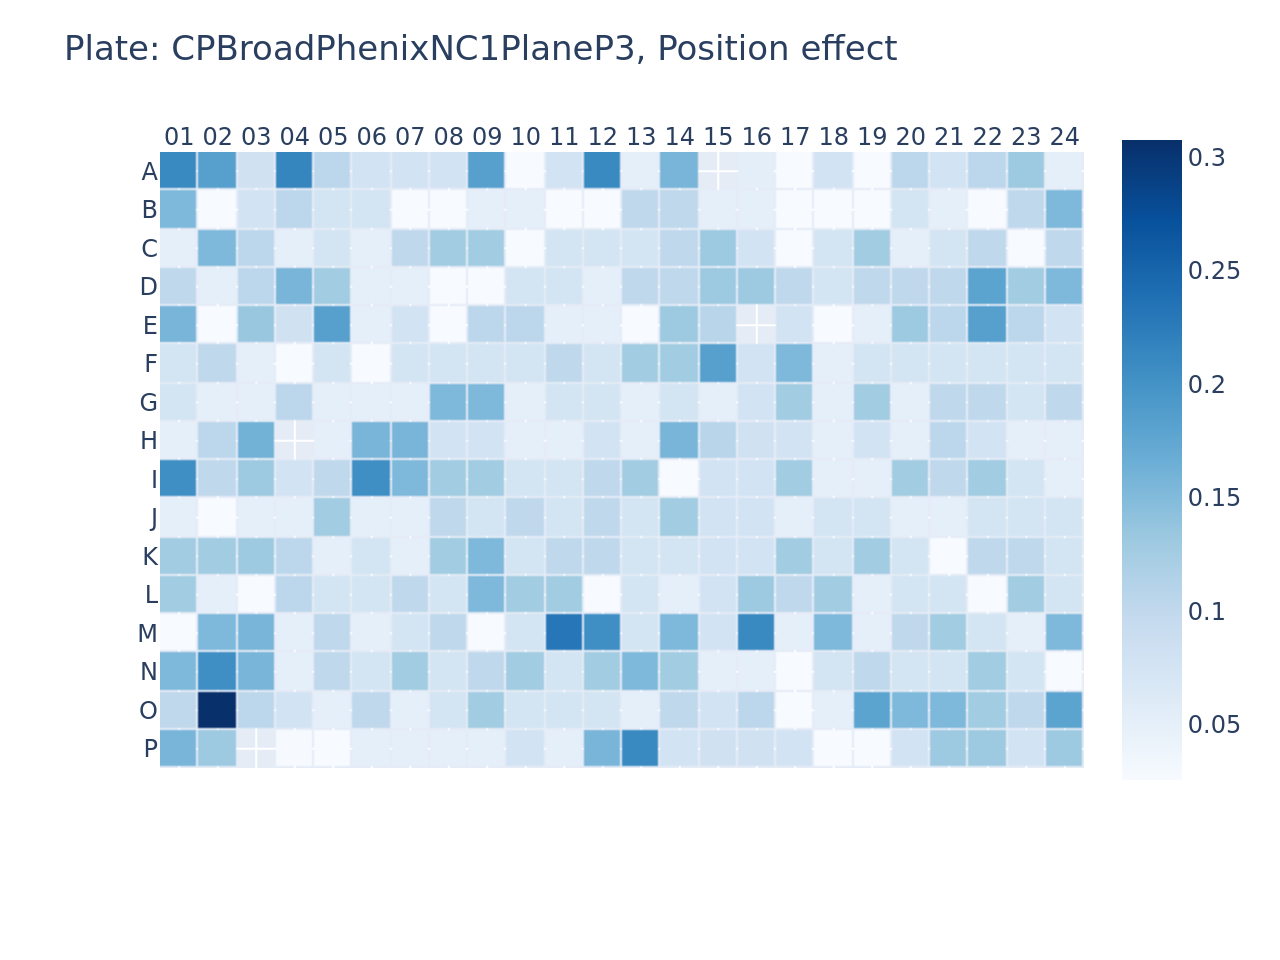 Plate: CPBroadPhenixNC1PlaneP3, Position effect
01 02 03 04 05 06 07 08 09 10 11 12 13 14 15 16 17 18 19 20 21 22 23 24
A
B
C
D
E
F
G
H
I
J
K
L
M
N
O
P
0.3
0.25
0.2
0.15
0.1
0.05